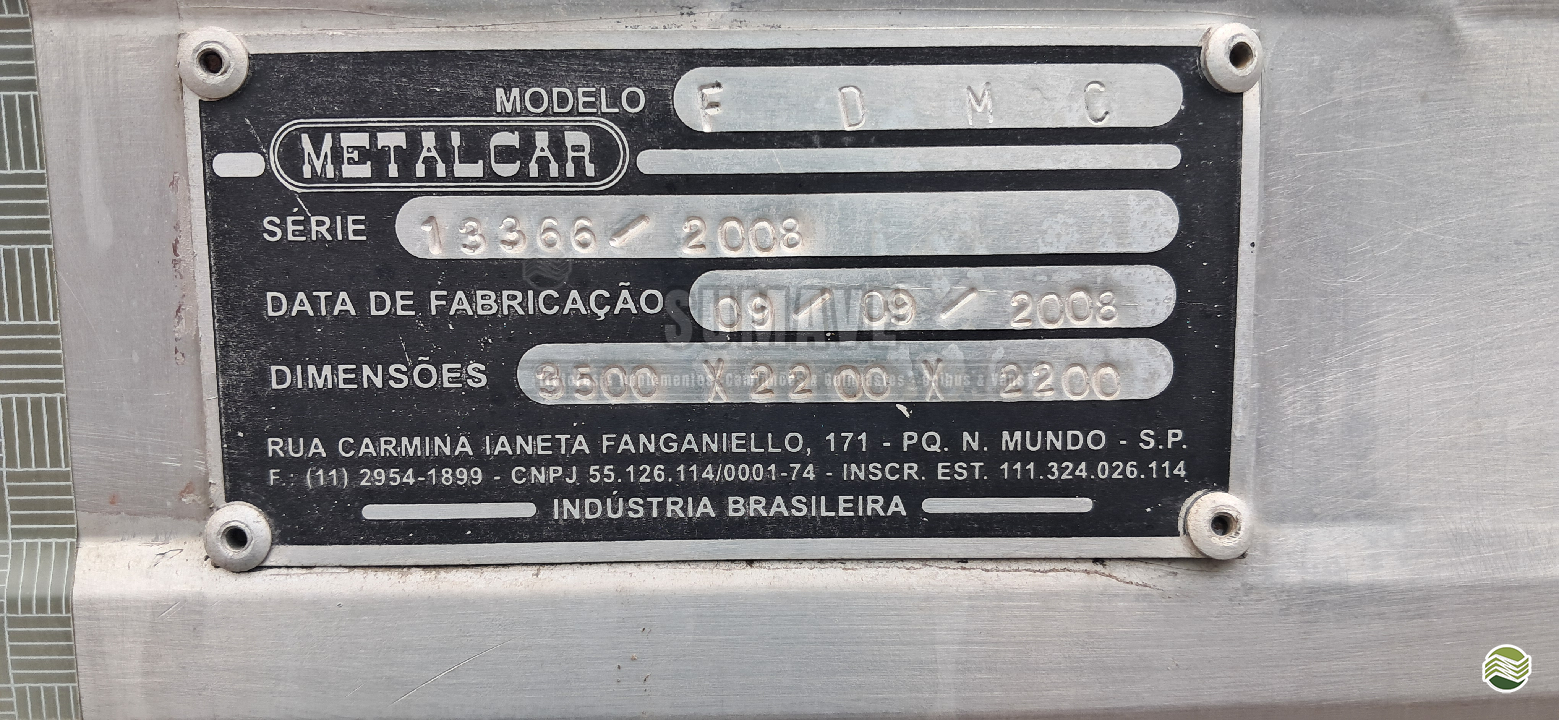 MODELO F D M C
METALCAR
SÉRIE 13366/ 2008
DATA DE FABRICAÇÃO 09/ 09/ 2008
SUMAVE
DIMENSÕES 3500 X 2200 X 2200
RUA CARMINA IANETA FANGANIELLO, 171 - PQ. N. MUNDO - S.P.
F.: (11) 2954-1899 - CNPJ 55.126.114/0001-74 - INSCR. EST. 111.324.026.114
INDÚSTRIA BRASILEIRA